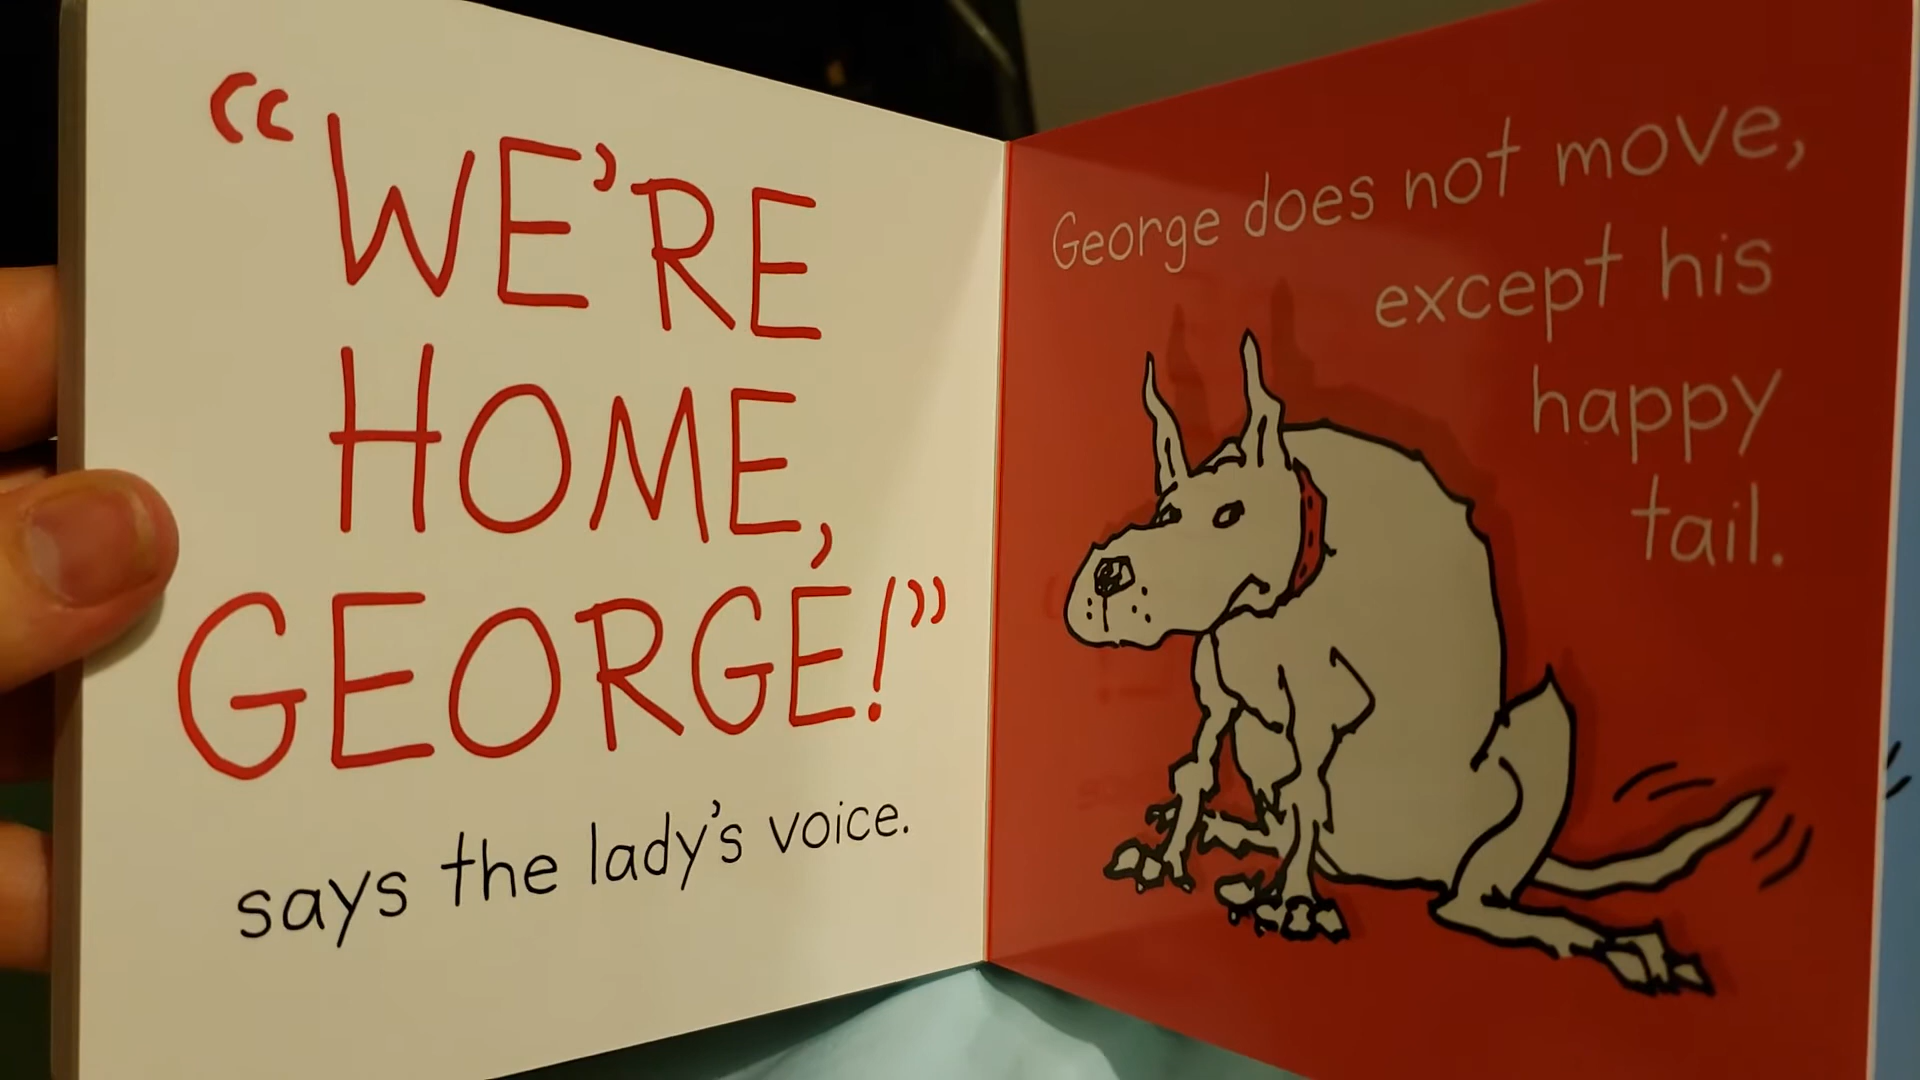 “WE’RE
HOME,
GEORGE!”
says the lady’s voice.
George does not move,
except his
happy
tail.